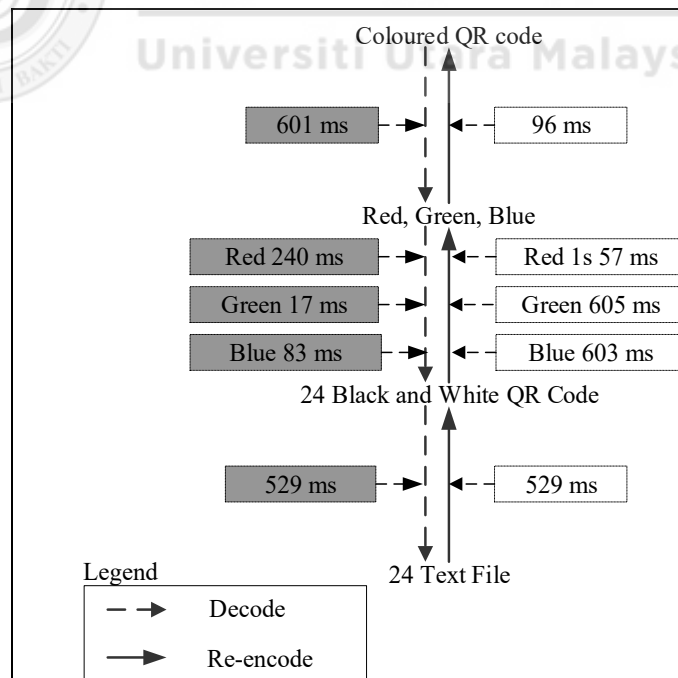 Coloured QR code
Universiti Utara Malays
BAKTI
601 ms 96 ms
Red, Green, Blue
Red 240 ms Red 1s 57 ms
Green 17 ms Green 605 ms
Blue 83 ms Blue 603 ms
24 Black and White QR Code
529 ms 529 ms
24 Text File
Legend
Decode
Re-encode